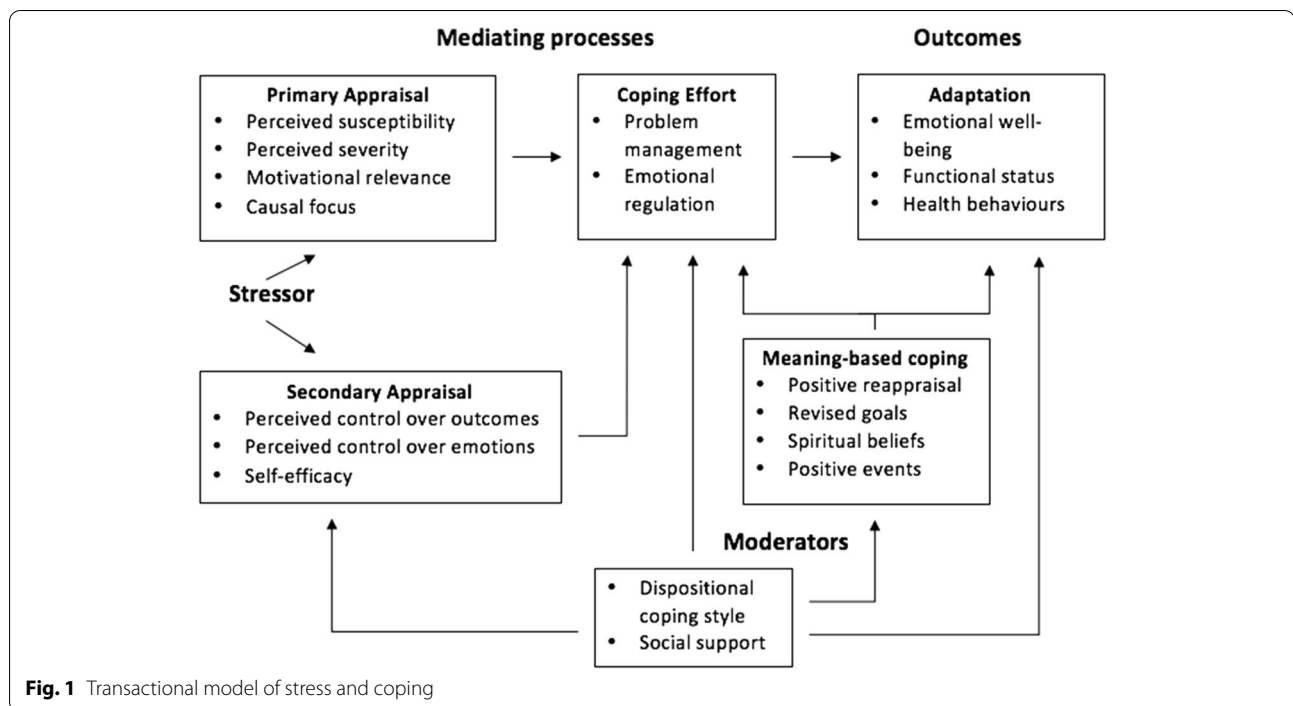 Mediating processes
Outcomes
Primary Appraisal
• Perceived susceptibility
• Perceived severity
• Motivational relevance
• Causal focus
Coping Effort
• Problem
management
• Emotional
regulation
Adaptation
• Emotional well-
being
• Functional status
• Health behaviours
Stressor
Secondary Appraisal
• Perceived control over outcomes
• Perceived control over emotions
• Self-efficacy
Meaning-based coping
• Positive reappraisal
• Revised goals
• Spiritual beliefs
• Positive events
Moderators
• Dispositional
coping style
• Social support
Fig. 1 Transactional model of stress and coping